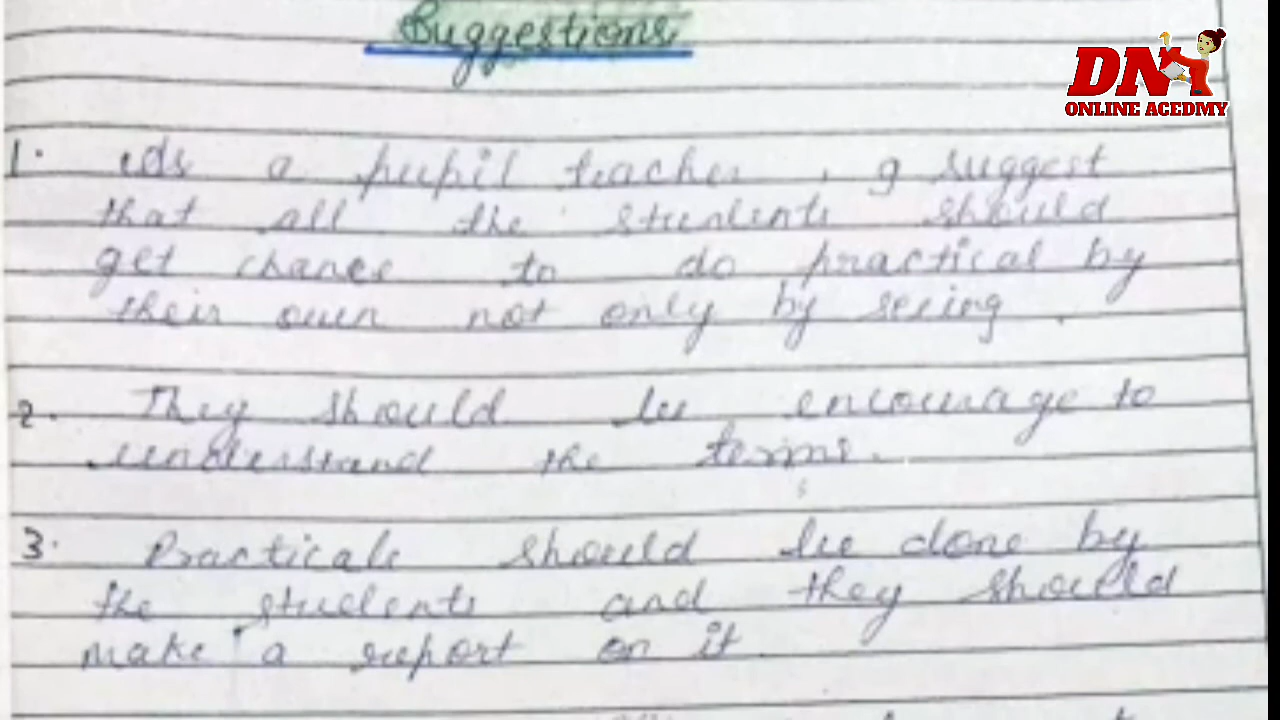 Suggestions
DNA
ONLINE ACEDMY
1. As a pupil teacher, I suggest
that all the students should
get chance to do practical by
their own not only by seeing.
2. They should be encourage to
understand the terms.
3. Practicals should be done by
the students and they should
make a report on it